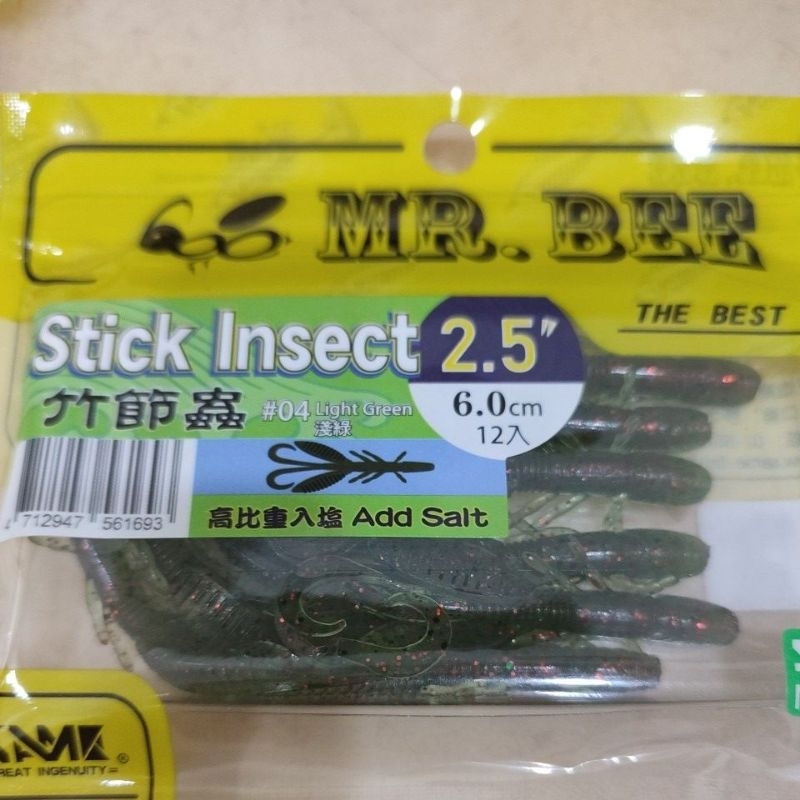 MR. BEE
THE BEST
Stick Insect 2.5"
竹節蟲 #04 Light Green
淺綠
6.0cm
12入
4 712947 561693
高比重入塩 Add Salt
REAT INGENUITY